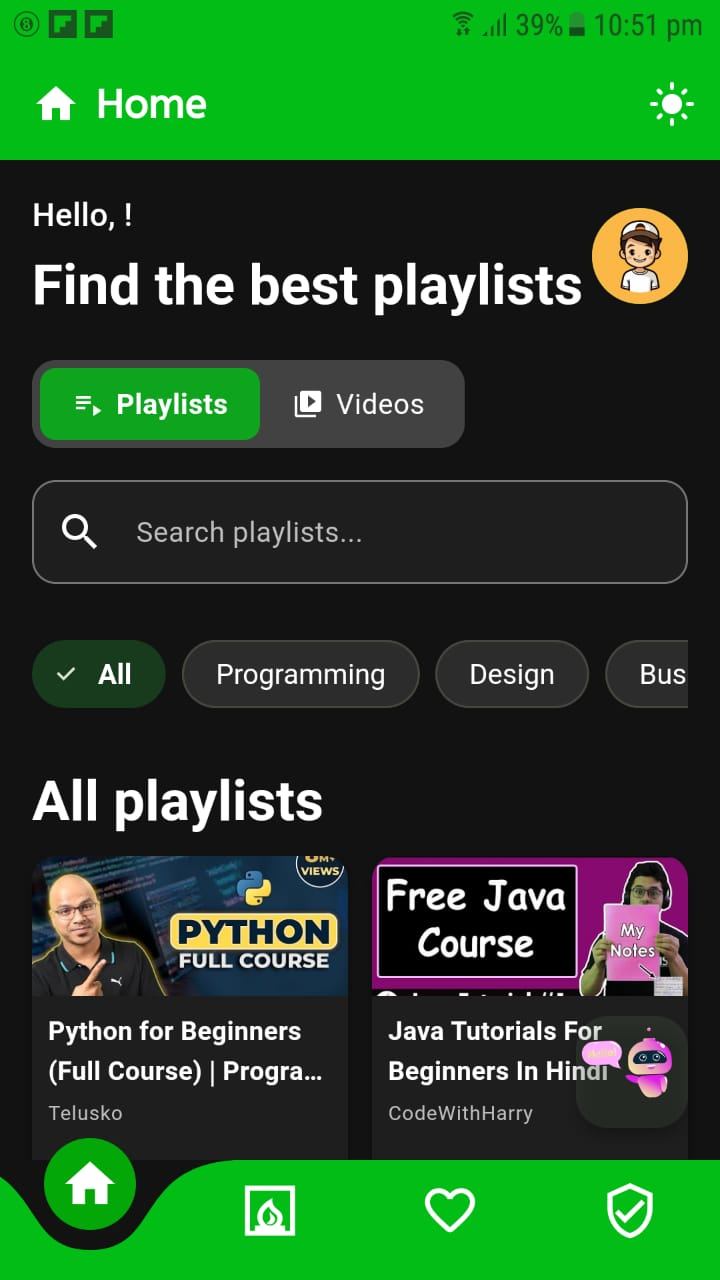 39% 10:51 pm
Home
Hello, !
Find the best playlists
Playlists
Videos
Search playlists...
All
Programming
Design
Bus
All playlists
VIEWS
PYTHON
FULL COURSE
Free Java
Course
My
Notes
Python for Beginners
(Full Course) | Progra...
Telusko
Java Tutorials For
Beginners In Hindi
CodeWithHarry